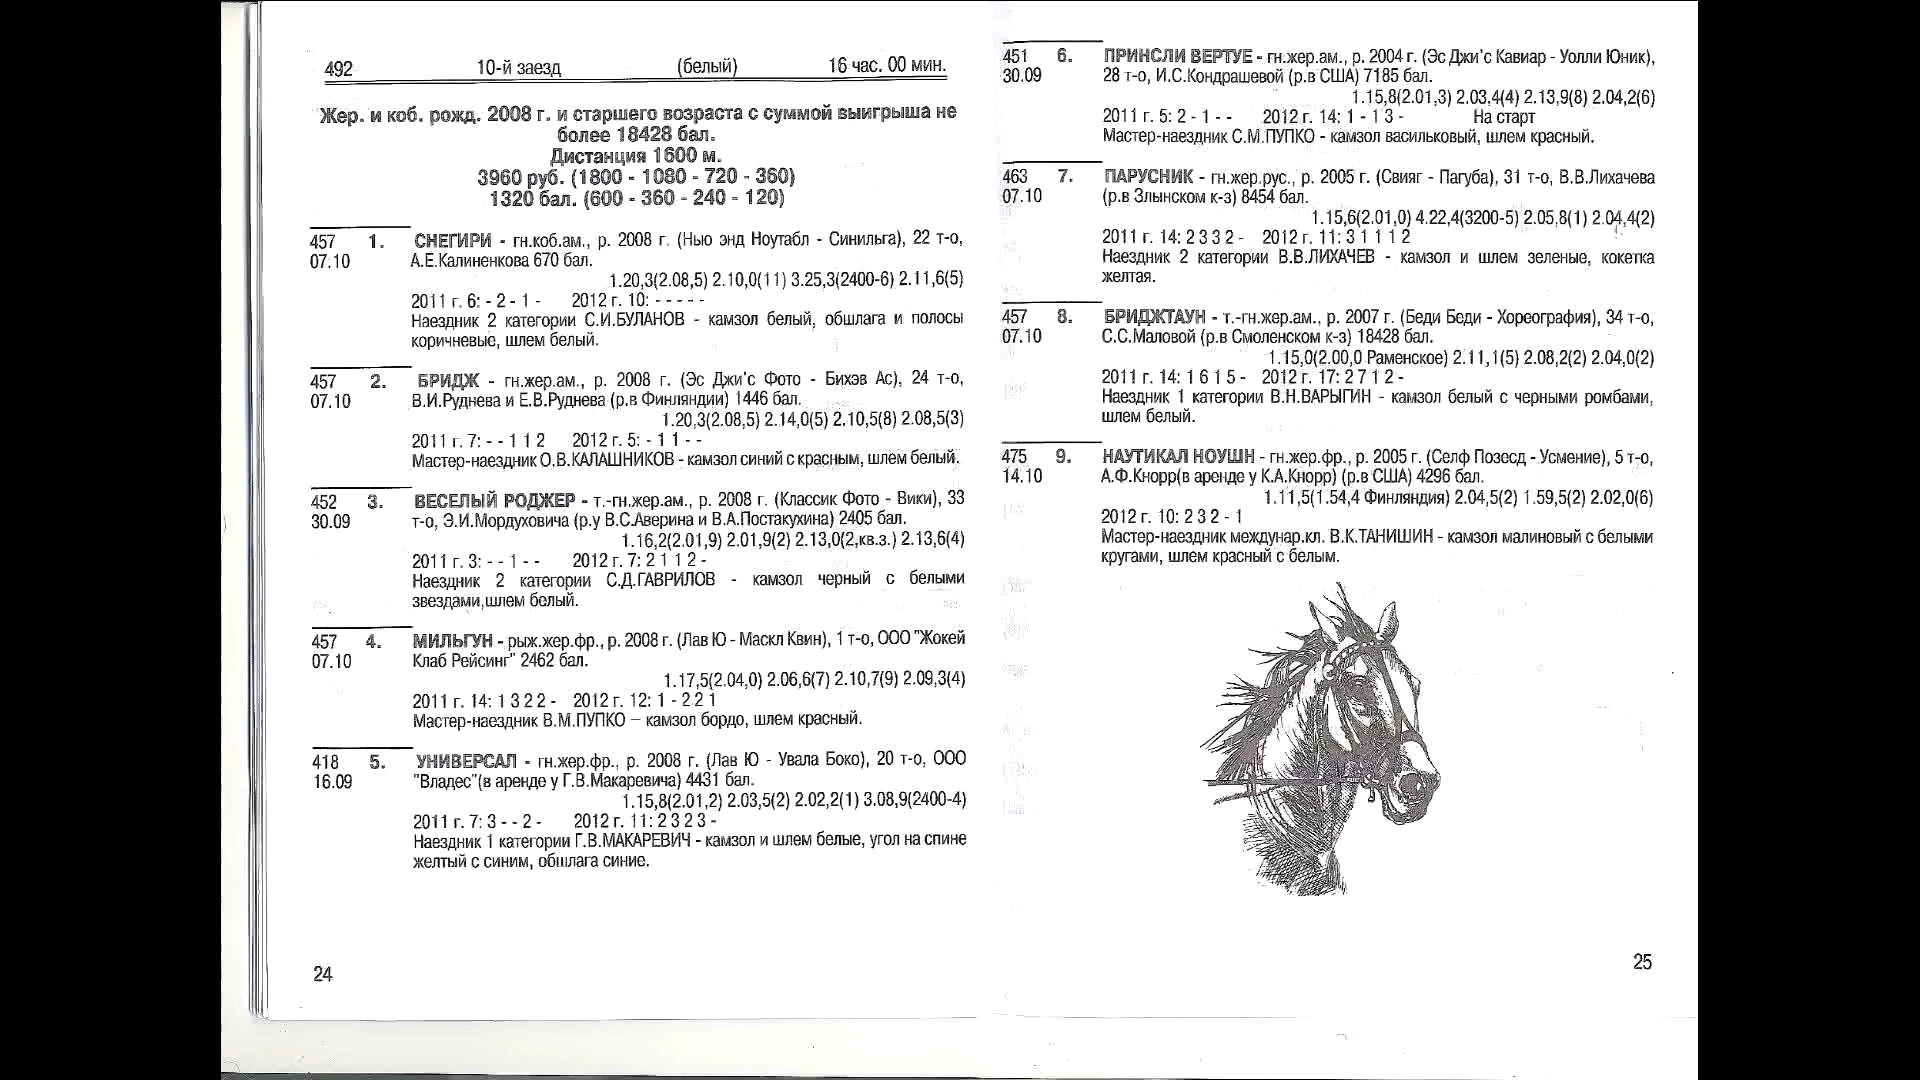 492 10-й заезд (белый) 16 час. 00 мин.
Жер. и коб. рожд. 2008 г. и старшего возраста с суммой выигрыша не
более 18428 бал.
Дистанция 1600 м.
3960 руб. (1800 - 1080 - 720 - 360)
1320 бал. (600 - 360 - 240 - 120)
457 1. СНЕГИРИ - гн.коб.ам., р. 2008 г. (Нью энд Ноутабл - Синильга), 22 т-о,
07.10 А.Е.Калиненкова 670 бал.
1.20,3(2.08,5) 2.10,0(11) 3.25,3(2400-6) 2.11,6(5)
2011 г. 6: - 2 - 1 - 2012 г. 10: - - - - -
Наездник 2 категории С.И.БУЛАНОВ - камзол белый, обшлага и полосы
коричневые, шлем белый.
457 2. БРИДЖ - гн.жер.ам., р. 2008 г. (Эс Джи'с Фото - Бихэв Ас), 24 т-о,
07.10 В.И.Руднева и Е.В.Руднева (р.в Финляндии) 1446 бал.
1.20,3(2.08,5) 2.14,0(5) 2.10,5(8) 2.08,5(3)
2011 г. 7: - - 1 1 2 2012 г. 5: - 1 1 - -
Мастер-наездник О.В.КАЛАШНИКОВ - камзол синий с красным, шлем белый.
452 3. ВЕСЕЛЫЙ РОДЖЕР - т.-гн.жер.ам., р. 2008 г. (Классик Фото - Вики), 33
30.09 т-о, Э.И.Мордуховича (р.у В.С.Аверина и В.А.Постакухина) 2405 бал.
1.16,2(2.01,9) 2.01,9(2) 2.13,0(2,кв.з.) 2.13,6(4)
2011 г. 3: - - 1 - - 2012 г. 7: 2 1 1 2 -
Наездник 2 категории С.Д.ГАВРИЛОВ - камзол черный с белыми
звездами,шлем белый.
457 4. МИЛЬГУН - рыж.жер.фр., р. 2008 г. (Лав Ю - Маскл Квин), 1 т-о, ООО "Жокей
07.10 Клаб Рейсинг" 2462 бал.
1.17,5(2.04,0) 2.06,6(7) 2.10,7(9) 2.09,3(4)
2011 г. 14: 1 3 2 2 - 2012 г. 12: 1 - 2 2 1
Мастер-наездник В.М.ПУПКО – камзол бордо, шлем красный.
418 5. УНИВЕРСАЛ - гн.жер.фр., р. 2008 г. (Лав Ю - Увала Боко), 20 т-о, ООО
16.09 "Владес"(в аренде у Г.В.Макаревича) 4431 бал.
1.15,8(2.01,2) 2.03,5(2) 2.02,2(1) 3.08,9(2400-4)
2011 г. 7: 3 - - 2 - 2012 г. 11: 2 3 2 3 -
Наездник 1 категории Г.В.МАКАРЕВИЧ - камзол и шлем белые, угол на спине
желтый с синим, обшлага синие.
24
451 6. ПРИНСЛИ ВЕРТУЕ - гн.жер.ам., р. 2004 г. (Эс Джи'с Кавиар - Уолли Юник),
30.09 28 т-о, И.С.Кондрашевой (р.в США) 7185 бал.
1.15,8(2.01,3) 2.03,4(4) 2.13,9(8) 2.04,2(6)
2011 г. 5: 2 - 1 - - 2012 г. 14: 1 - 1 3 - На старт
Мастер-наездник С.М.ПУПКО - камзол васильковый, шлем красный.
463 7. ПАРУСНИК - гн.жер.рус., р. 2005 г. (Свияг - Пагуба), 31 т-о, В.В.Лихачева
07.10 (р.в Злынском к-з) 8454 бал.
1.15,6(2.01,0) 4.22,4(3200-5) 2.05,8(1) 2.04,4(2)
2011 г. 14: 2 3 3 2 - 2012 г. 11: 3 1 1 1 2
Наездник 2 категории В.В.ЛИХАЧЕВ - камзол и шлем зеленые, кокетка
желтая.
457 8. БРИДЖТАУН - т.-гн.жер.ам., р. 2007 г. (Беди Беди - Хореография), 34 т-о,
07.10 С.С.Маловой (р.в Смоленском к-з) 18428 бал.
1.15,0(2.00,0 Раменское) 2.11,1(5) 2.08,2(2) 2.04,0(2)
2011 г. 14: 1 6 1 5 - 2012 г. 17: 2 7 1 2 -
Наездник 1 категории В.Н.ВАРЫГИН - камзол белый с черными ромбами,
шлем белый.
475 9. НАУТИКАЛ НОУШН - гн.жер.фр., р. 2005 г. (Селф Позесд - Усмение), 5 т-о,
14.10 А.Ф.Кнорр(в аренде у К.А.Кнорр) (р.в США) 4296 бал.
1.11,5(1.54,4 Финляндия) 2.04,5(2) 1.59,5(2) 2.02,0(6)
2012 г. 10: 2 3 2 - 1
Мастер-наездник междунар.кл. В.К.ТАНИШИН - камзол малиновый с белыми
кругами, шлем красный с белым.
25